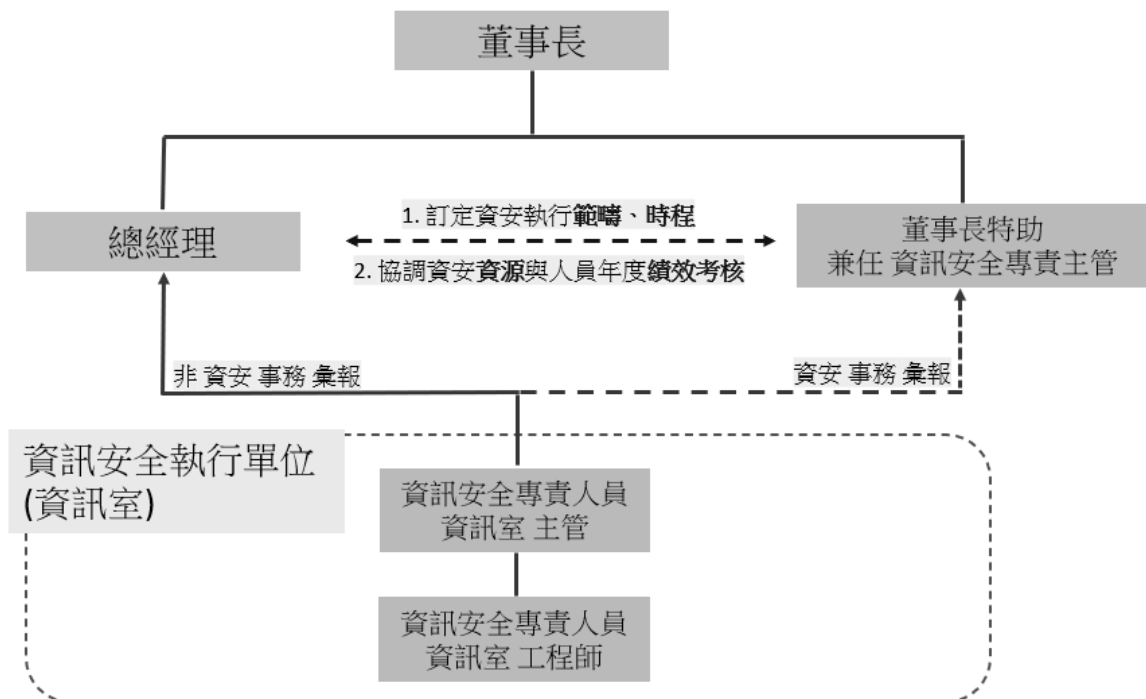 董事長
1. 訂定資安執行範疇、時程
總經理
董事長特助
兼任 資訊安全專責主管
2. 協調資安資源與人員年度績效考核
非 資安 事務 彙報
資安 事務 彙報
資訊安全執行單位
(資訊室)
資訊安全專責人員
資訊室 主管
資訊安全專責人員
資訊室 工程師